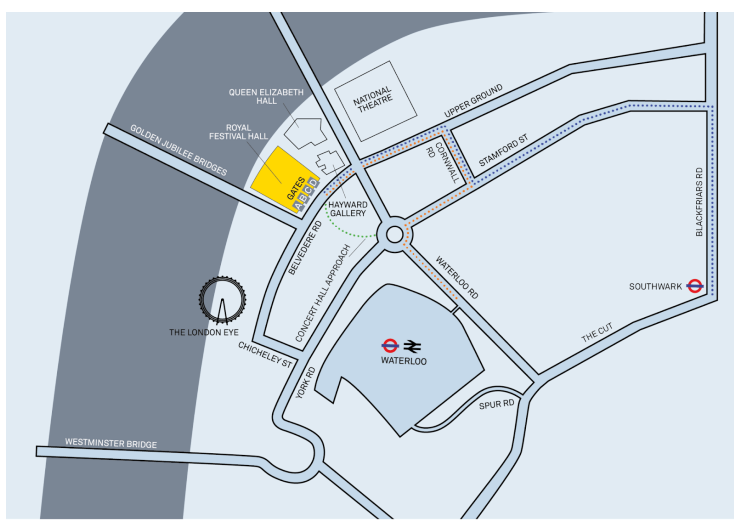 QUEEN ELIZABETH
HALL
NATIONAL
THEATRE
UPPER GROUND
ROYAL
FESTIVAL HALL
GOLDEN JUBILEE BRIDGES
CORNWALL
RD
STAMFORD ST
GATES
A B C D
HAYWARD
GALLERY
BLACKFRIARS RD
BELVEDERE RD
CONCERT HALL APPROACH
WATERLOO RD
SOUTHWARK
THE LONDON EYE
THE CUT
CHICHELEY ST
WATERLOO
YORK RD
SPUR RD
WESTMINSTER BRIDGE